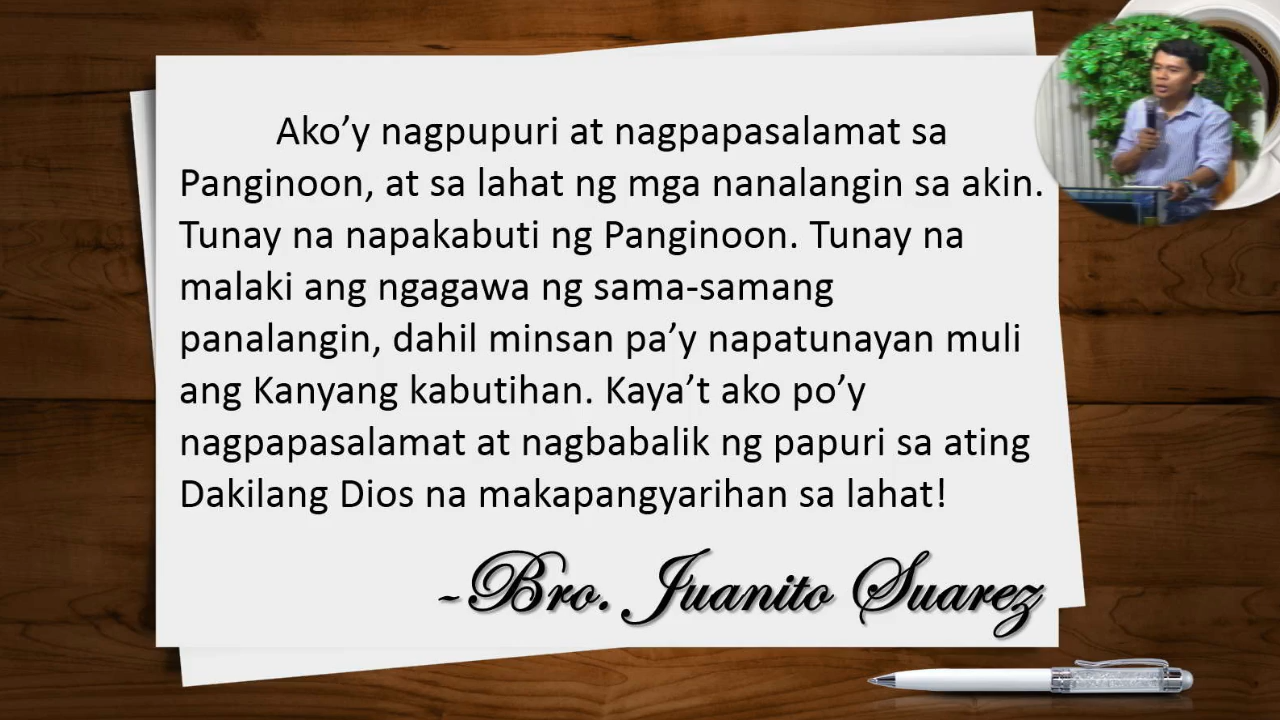 Ako’y nagpupuri at nagpapasalamat sa
Panginoon, at sa lahat ng mga nanalangin sa akin.
Tunay na napakabuti ng Panginoon. Tunay na
malaki ang ngagawa ng sama-samang
panalangin, dahil minsan pa’y napatunayan muli
ang Kanyang kabutihan. Kaya’t ako po’y
nagpapasalamat at nagbabalik ng papuri sa ating
Dakilang Dios na makapangyarihan sa lahat!
-Bro. Juanito Suarez